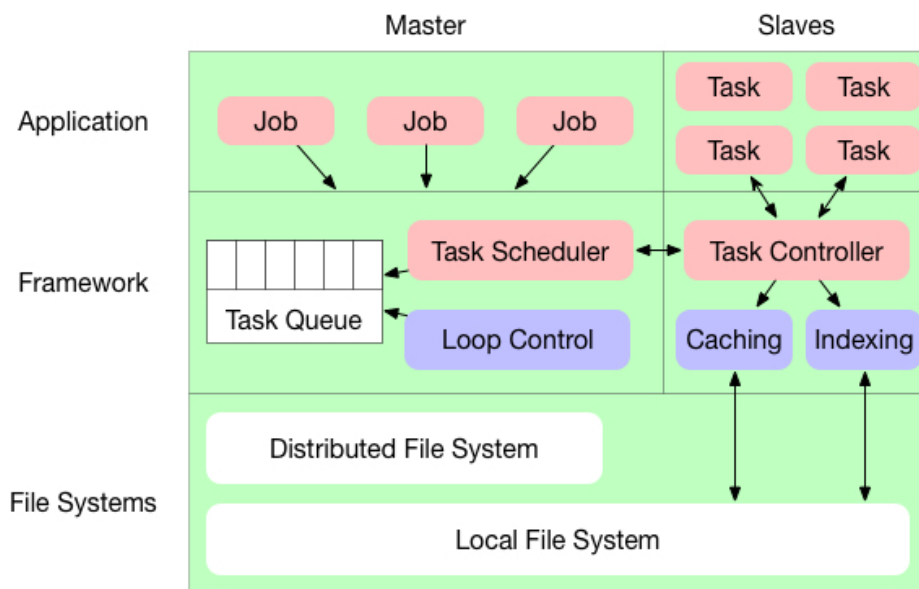 Master
Slaves
Application
Job
Job
Job
Task
Task
Task
Task
Framework
Task Queue
Task Scheduler
Loop Control
Task Controller
Caching
Indexing
File Systems
Distributed File System
Local File System